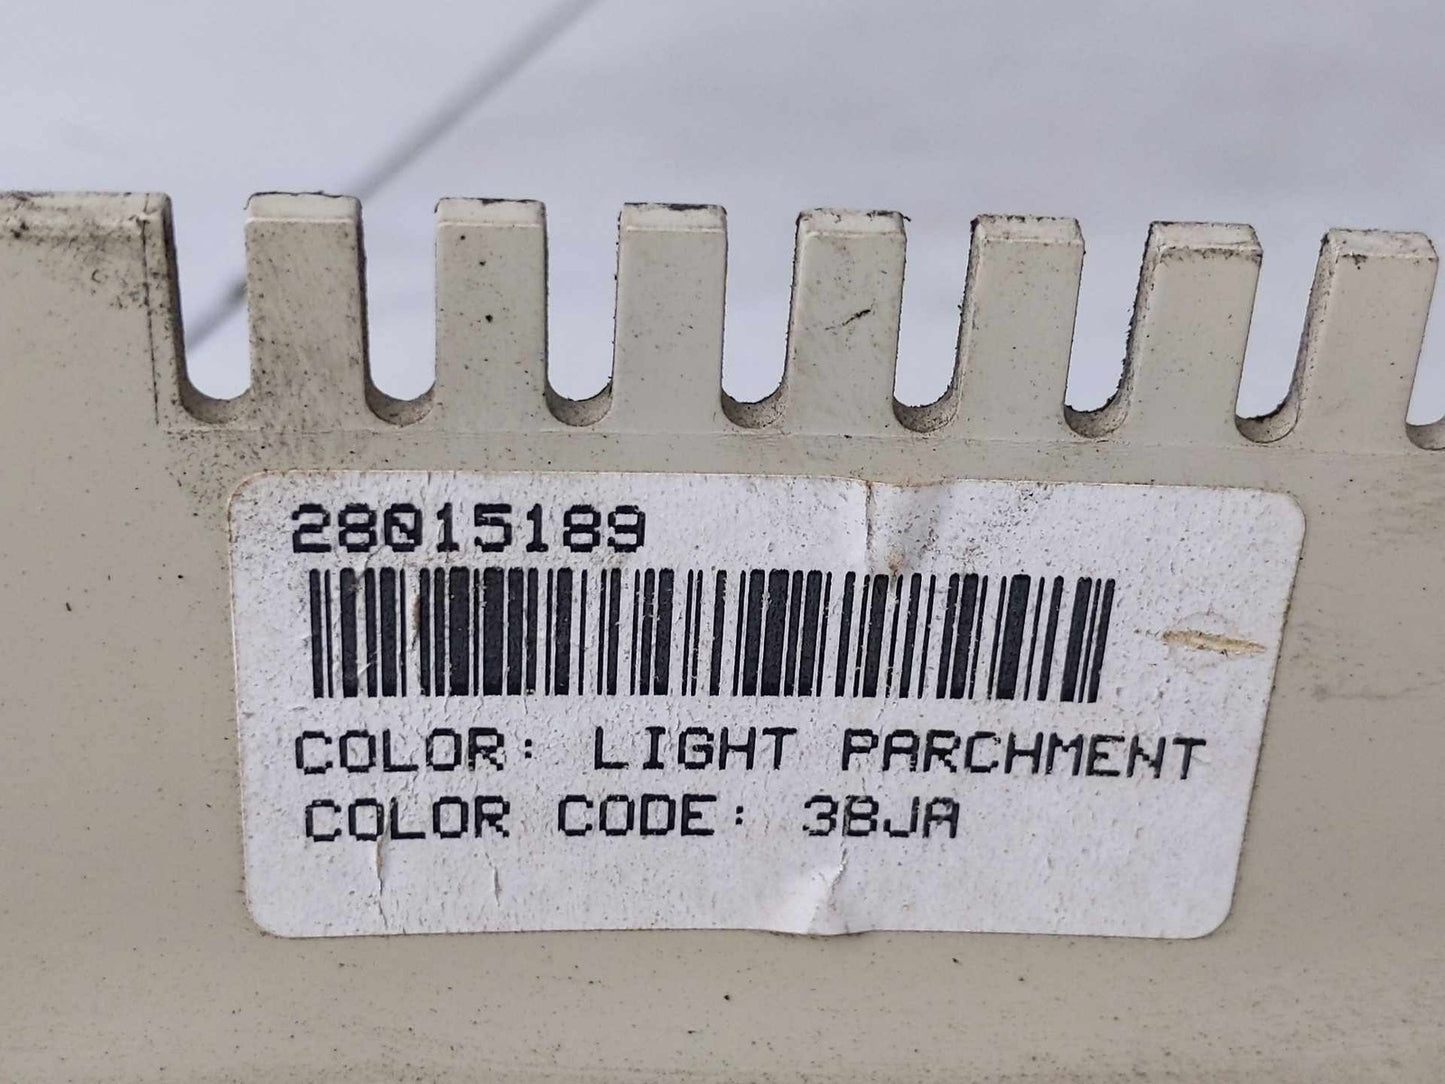 28015189
COLOR: LIGHT PARCHMENT
COLOR CODE: 3BJA